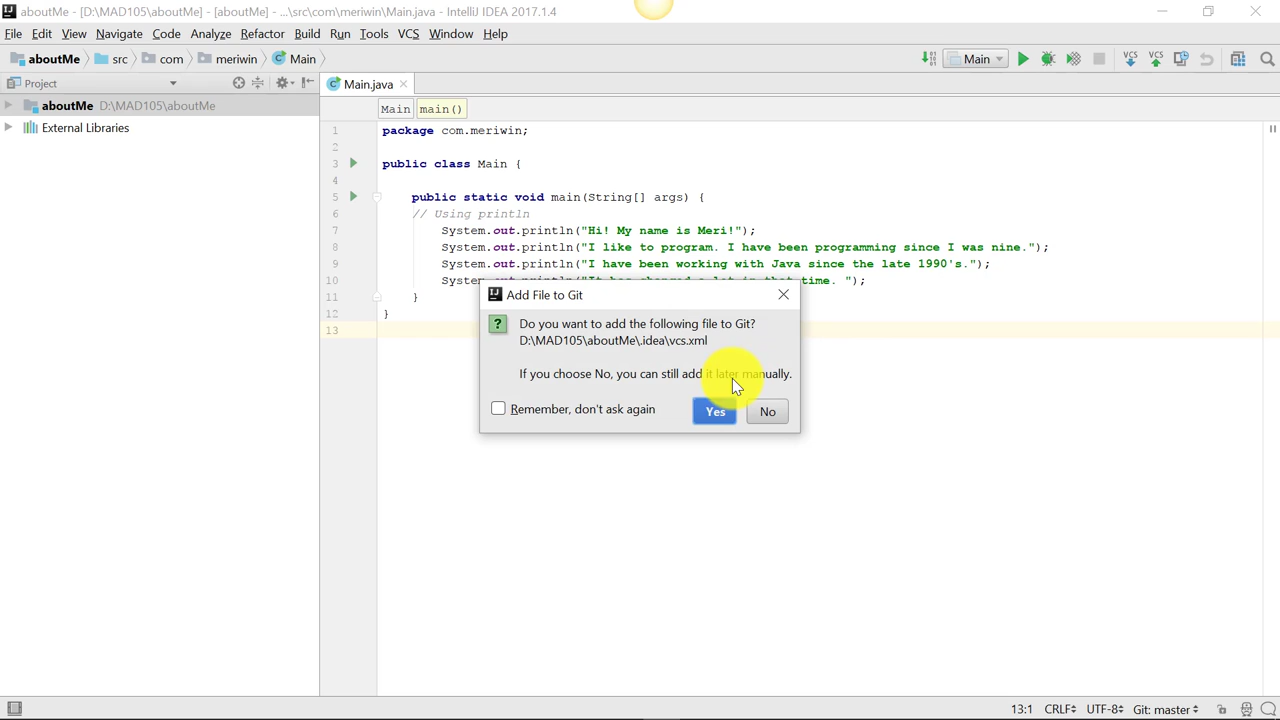 aboutMe - [D:\MAD105\aboutMe] - [aboutMe] - ...\src\com\meriwin\Main.java - IntelliJ IDEA 2017.1.4
File Edit View Navigate Code Analyze Refactor Build Run Tools VCS Window Help
aboutMe src com meriwin Main Main VCS VCS
Project Main.java
aboutMe D:\MAD105\aboutMe
External Libraries
Main main()
1 package com.meriwin;
2
3 public class Main {
4
5 public static void main(String[] args) {
6 // Using println
7 System.out.println("Hi! My name is Meri!");
8 System.out.println("I like to program. I have been programming since I was nine.");
9 System.out.println("I have been working with Java since the late 1990's.");
10 System time. ");
11 }
12 }
13
Add File to Git
Do you want to add the following file to Git?
D:\MAD105\aboutMe\.idea\vcs.xml
If you choose No, you can still add it later manually.
Remember, don't ask again Yes No
13:1 CRLF UTF-8 Git: master